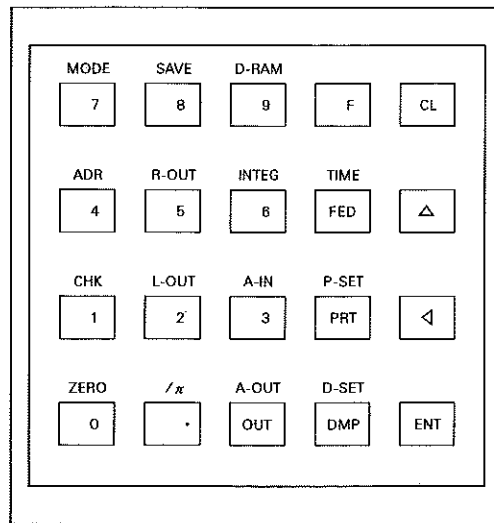 MODE SAVE D-RAM
7 8 9 F CL
ADR R-OUT INTEG TIME
4 5 6 FED △
CHK L-OUT A-IN P-SET
1 2 3 PRT ◁
ZERO /π A-OUT D-SET
0 · OUT DMP ENT